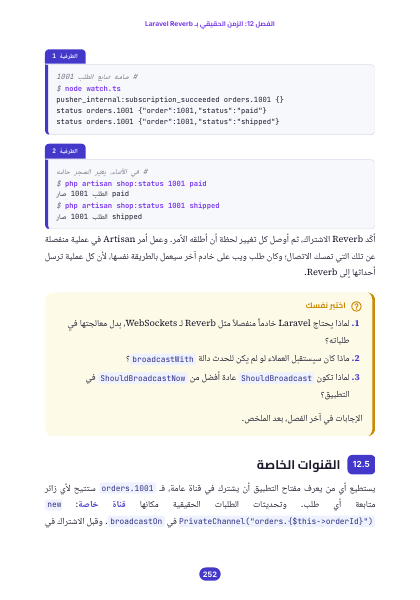 الفصل 12: الزمن الحقيقي بـ Laravel Reverb
الطرفية 1
# صامتة تتابع الطلب 1001
$ node watch.ts
pusher_internal:subscription_succeeded orders.1001 {}
status orders.1001 {"order":1001,"status":"paid"}
status orders.1001 {"order":1001,"status":"shipped"}
الطرفية 2
# في الأثناء، يغيّر المتجر حالته
$ php artisan shop:status 1001 paid
الطلب 1001 صار paid
$ php artisan shop:status 1001 shipped
الطلب 1001 صار shipped
أكّد Reverb الاشتراك، ثم أوصل كل تغيير لحظة أن أطلقه الأمر. وعمل أمر Artisan في عملية منفصلة
عن تلك التي تمسك الاتصال؛ وكان طلب ويب على خادم آخر سيعمل بالطريقة نفسها، لأن كل عملية ترسل
أحداثها إلى Reverb.
اختبر نفسك
1. لماذا يحتاج Laravel خادماً منفصلاً مثل Reverb لـ WebSockets، بدل معالجتها في
طلباته؟
2. ماذا كان سيستقبل العملاء لو لم يكن للحدث دالة broadcastWith ؟
3. لماذا تكون ShouldBroadcast عادة أفضل من ShouldBroadcastNow في
التطبيق؟
الإجابات في آخر الفصل، بعد الملخص.
12.5 القنوات الخاصة
يستطيع أي من يعرف مفتاح التطبيق أن يشترك في قناة عامة، فـ orders.1001 ستتيح لأي زائر
متابعة أي طلب. وتحديثات الطلبات الحقيقية مكانها قناة خاصة: new
PrivateChannel("orders.{$this->orderId}") في broadcastOn . وقبل الاشتراك في
252